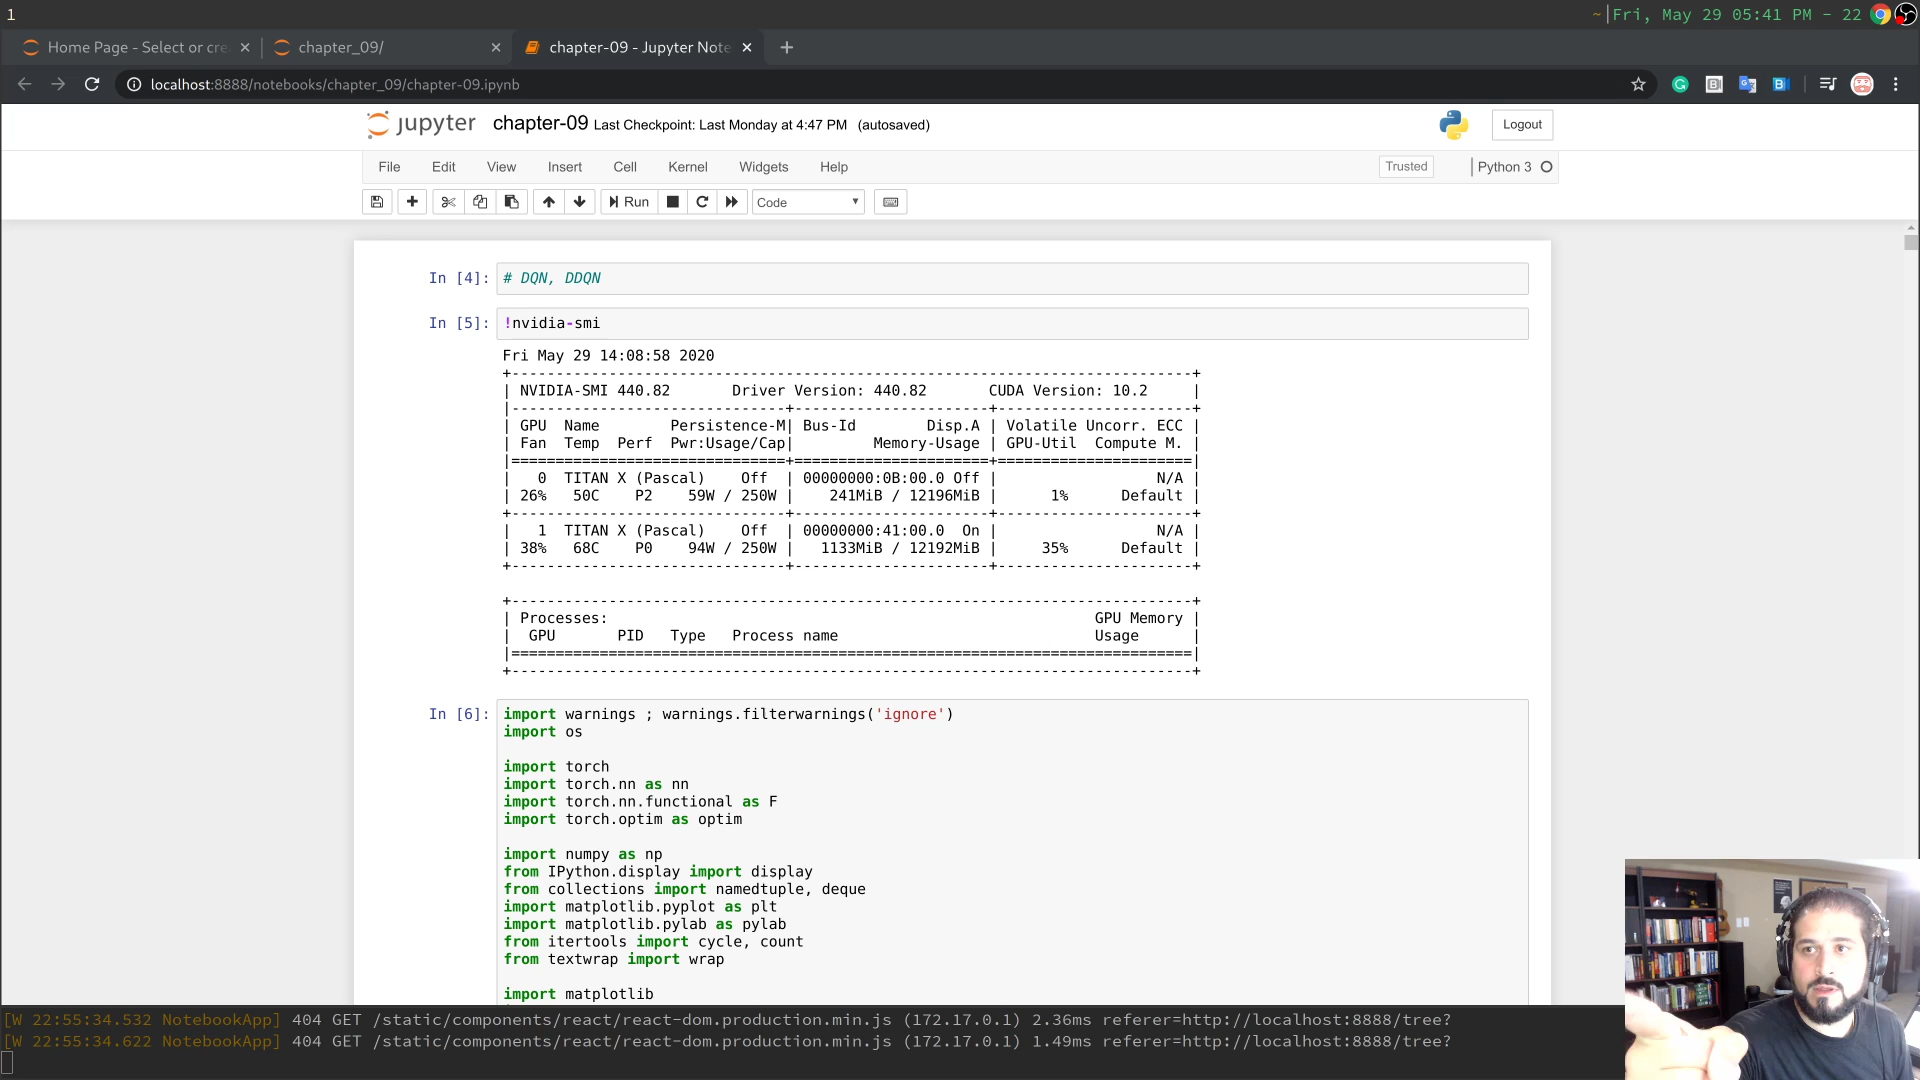 1
~ |Fri, May 29 05:41 PM - 22
Home Page - Select or cre
chapter_09/
chapter-09 - Jupyter Note
localhost:8888/notebooks/chapter_09/chapter-09.ipynb
jupyter chapter-09 Last Checkpoint: Last Monday at 4:47 PM (autosaved)
Logout
File Edit View Insert Cell Kernel Widgets Help
Trusted
Python 3
Run
Code
In [4]: # DQN, DDQN
In [5]: !nvidia-smi
Fri May 29 14:08:58 2020
+-----------------------------------------------------------------------------+
| NVIDIA-SMI 440.82       Driver Version: 440.82       CUDA Version: 10.2     |
|-------------------------------+----------------------+----------------------+
| GPU  Name        Persistence-M| Bus-Id        Disp.A | Volatile Uncorr. ECC |
| Fan  Temp  Perf  Pwr:Usage/Cap|         Memory-Usage | GPU-Util  Compute M. |
|===============================+======================+======================|
|   0  TITAN X (Pascal)    Off  | 00000000:0B:00.0 Off |                  N/A |
| 26%   50C    P2    59W / 250W |    241MiB / 12196MiB |      1%      Default |
+-------------------------------+----------------------+----------------------+
|   1  TITAN X (Pascal)    Off  | 00000000:41:00.0  On |                  N/A |
| 38%   68C    P0    94W / 250W |   1133MiB / 12192MiB |     35%      Default |
+-------------------------------+----------------------+----------------------+
+-----------------------------------------------------------------------------+
| Processes:                                                       GPU Memory |
|  GPU       PID   Type   Process name                             Usage      |
|=============================================================================|
+-----------------------------------------------------------------------------+
In [6]: import warnings ; warnings.filterwarnings('ignore')
import os
import torch
import torch.nn as nn
import torch.nn.functional as F
import torch.optim as optim
import numpy as np
from IPython.display import display
from collections import namedtuple, deque
import matplotlib.pyplot as plt
import matplotlib.pylab as pylab
from itertools import cycle, count
from textwrap import wrap
import matplotlib
[W 22:55:34.532 NotebookApp] 404 GET /static/components/react/react-dom.production.min.js (172.17.0.1) 2.36ms referer=http://localhost:8888/tree?
[W 22:55:34.622 NotebookApp] 404 GET /static/components/react/react-dom.production.min.js (172.17.0.1) 1.49ms referer=http://localhost:8888/tree?